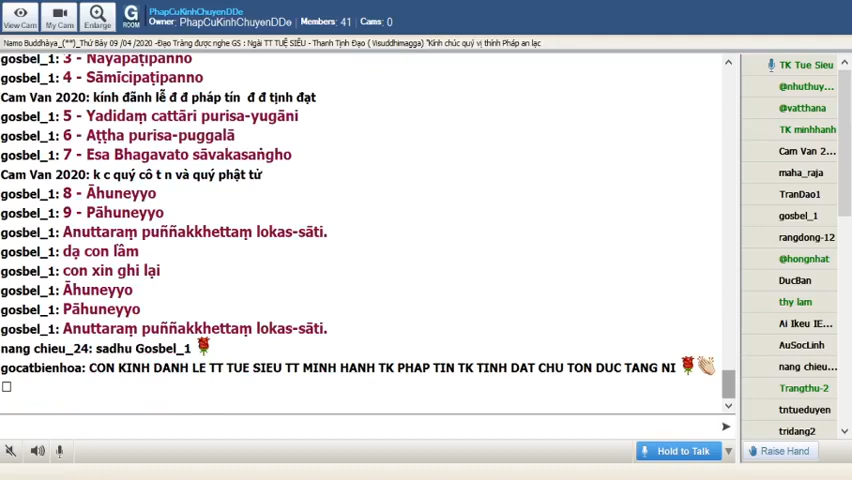 View Cam
My Cam
Enlarge
G
ROOM
PhapCuKinhChuyenDDe
Owner: PhapCuKinhChuyenDDe Members: 41 Cams: 0
Namo Buddhàya_(**)_Thứ Bảy 09 /04 /2020 -Đạo Tràng được nghe GS : Ngài TT TUỆ SIÊU - Thanh Tịnh Đạo ( Visuddhimagga) "Kính chúc quý vị thính Pháp an lạc
gosbel_1: 3 - Ñāyapaṭipanno
gosbel_1: 4 - Sāmīcipaṭipanno
Cam Van 2020: kính đãnh lễ đ đ pháp tín đ đ tịnh đạt
gosbel_1: 5 - Yadidaṃ cattāri purisa-yugāni
gosbel_1: 6 - Aṭṭha purisa-puggalā
gosbel_1: 7 - Esa Bhagavato sāvakasaṅgho
Cam Van 2020: k c quý cô t n và quý phật tử
gosbel_1: 8 - Āhuneyyo
gosbel_1: 9 - Pāhuneyyo
gosbel_1: Anuttaraṃ puññakkhettaṃ lokas-sāti.
gosbel_1: dạ con lầm
gosbel_1: con xin ghi lại
gosbel_1: Āhuneyyo
gosbel_1: Pāhuneyyo
gosbel_1: Anuttaraṃ puññakkhettaṃ lokas-sāti.
nang chieu_24: sadhu Gosbel_1
gocatbienhoa: CON KINH DANH LE TT TUE SIEU TT MINH HANH TK PHAP TIN TK TINH DAT CHU TON DUC TANG NI
Hold to Talk
TK Tue Sieu
@nhuthuy...
@vatthana
TK minhhanh
Cam Van 2...
maha_raja
TranDao1
gosbel_1
rangdong-12
@hongnhat
DucBan
thy lam
Ai Ikeu IE...
AuSocLinh
nang chieu...
Trangthu-2
tntueduyen
tridang2
Raise Hand